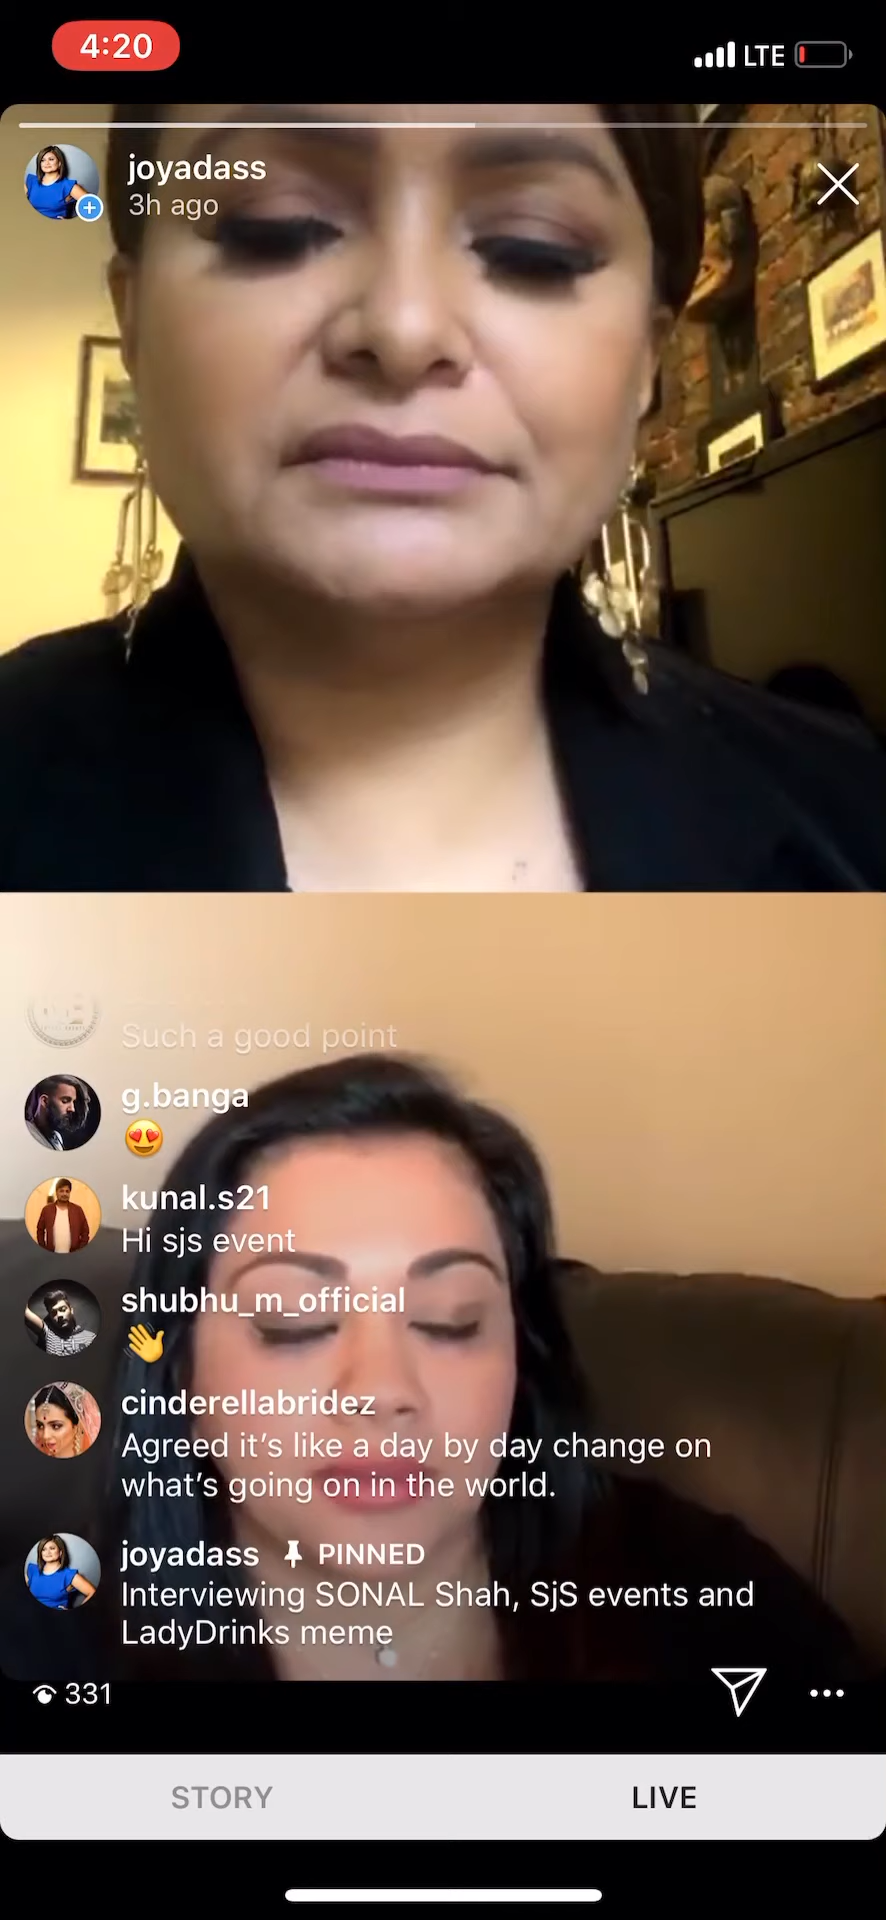 4:20
LTE
joyadass
3h ago
Such a good point
g.banga
😍
kunal.s21
Hi sjs event
shubhu_m_official
👋
cinderellabridez
Agreed it's like a day by day change on
what's going on in the world.
joyadass PINNED
Interviewing SONAL Shah, SjS events and
LadyDrinks meme
331
STORY
LIVE